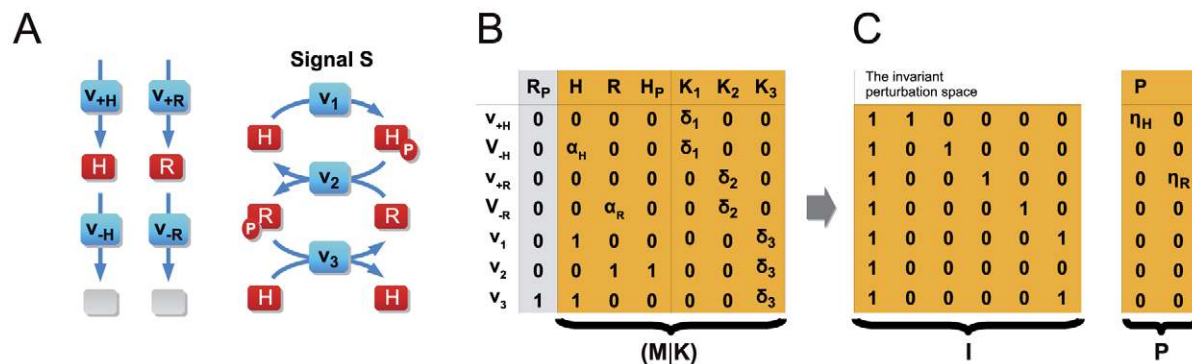 A
v+H
v+R
H
R
v-H
v-R
Signal S
v1
H
H
P
v2
P
R
R
v3
H
H
B
RP H R HP K1 K2 K3
v+H 0 0 0 0 δ1 0 0
V-H 0 αH 0 0 δ1 0 0
v+R 0 0 0 0 0 δ2 0
V-R 0 0 αR 0 0 δ2 0
v1 0 1 0 0 0 0 δ3
v2 0 0 1 1 0 0 δ3
v3 1 1 0 0 0 0 δ3
(M|K)
C
The invariant
perturbation space
1 1 0 0 0 0
1 0 1 0 0 0
1 0 0 1 0 0
1 0 0 0 1 0
1 0 0 0 0 1
1 0 0 0 0 0
1 0 0 0 0 1
I
P
ηH 0
0 0
0 ηR
0 0
0 0
0 0
0 0
P